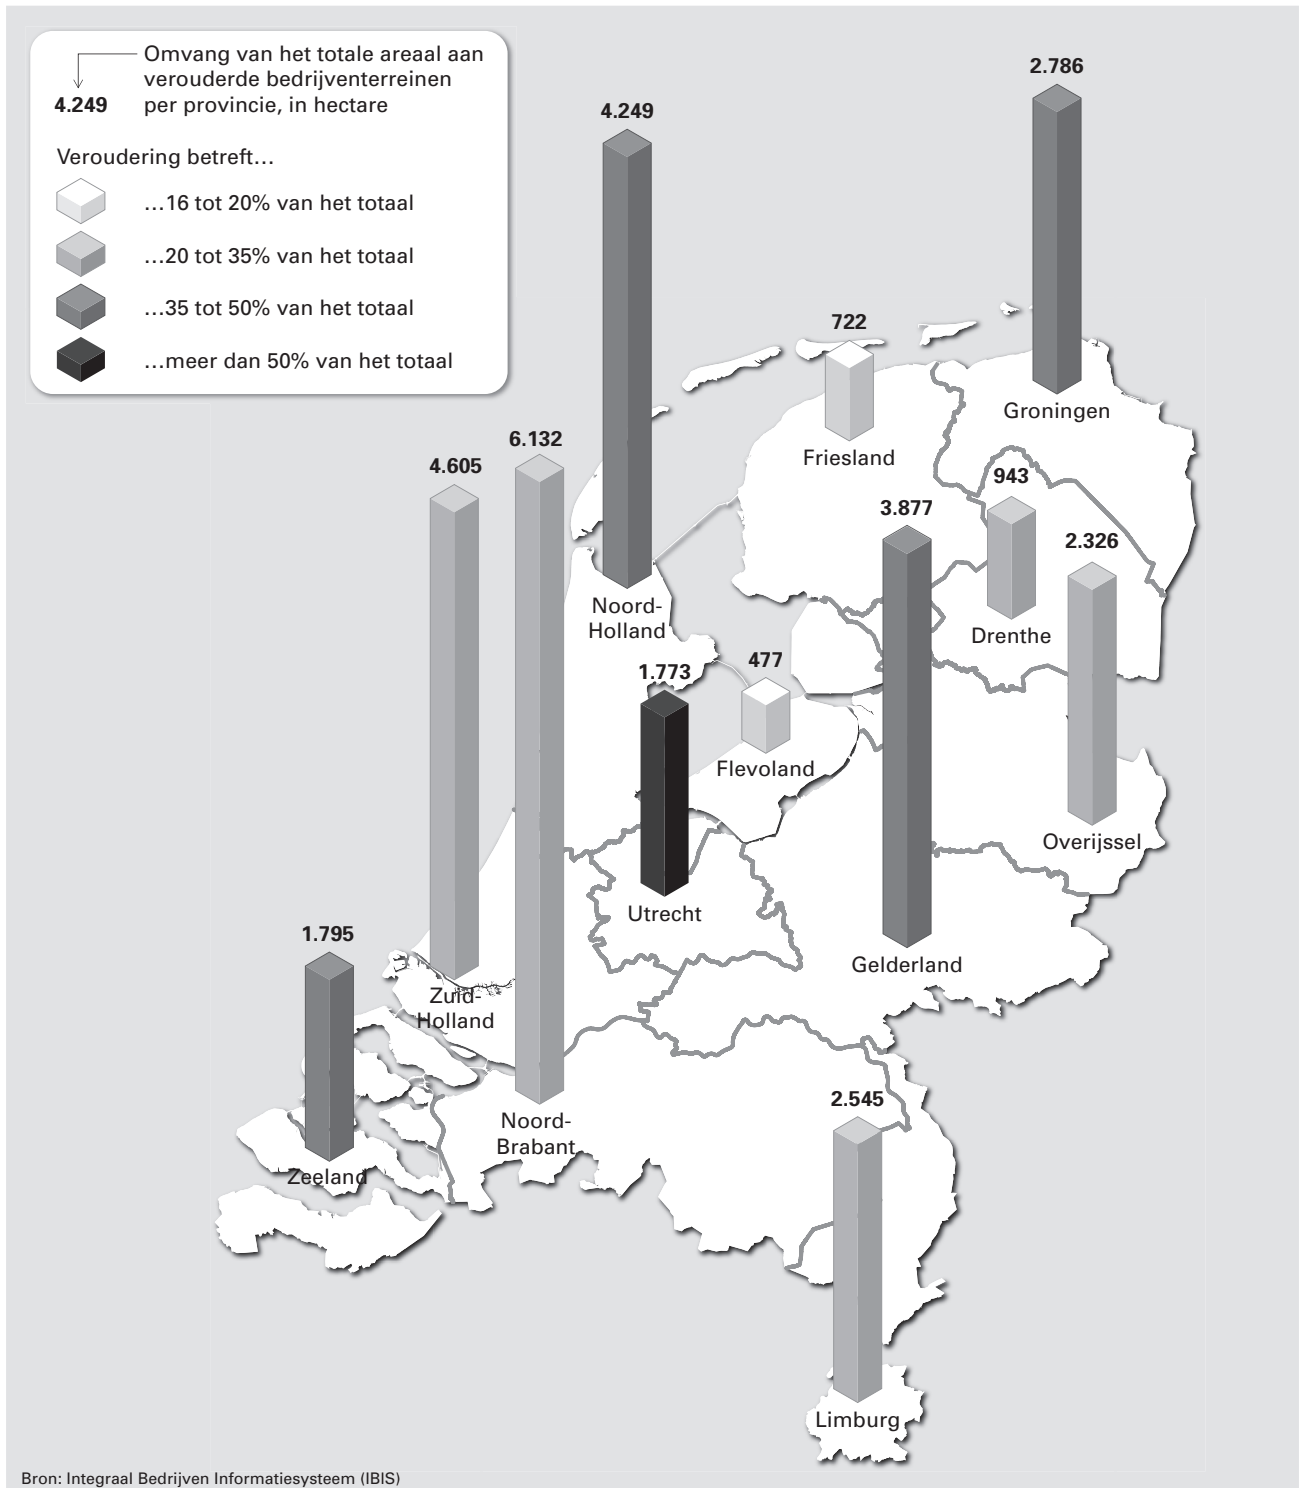 Omvang van het totale areaal aan
verouderde bedrijventerreinen
4.249 per provincie, in hectare
Veroudering betreft...
...16 tot 20% van het totaal
...20 tot 35% van het totaal
...35 tot 50% van het totaal
...meer dan 50% van het totaal
2.786
4.249
722
Groningen
6.132
Friesland
4.605
943
3.877
2.326
Noord-
Holland
Drenthe
477
1.773
Flevoland
Overijssel
Utrecht
1.795
Gelderland
Zuid-
Holland
2.545
Noord-
Brabant
Zeeland
Limburg
Bron: Integraal Bedrijven Informatiesysteem (IBIS)